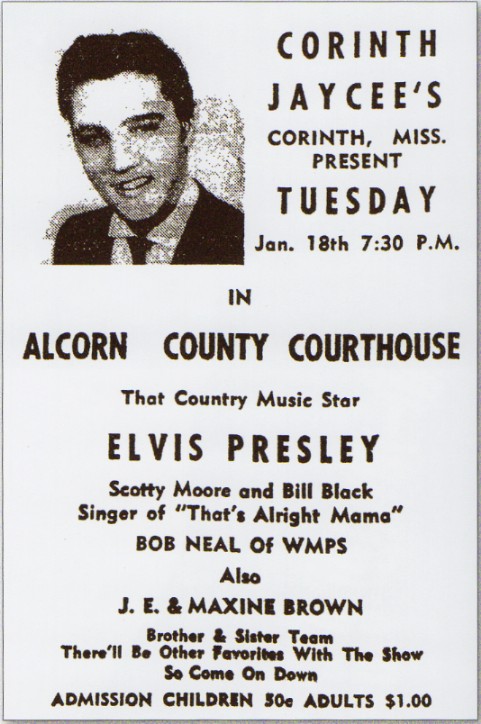 CORINTH
JAYCEE'S
CORINTH, MISS.
PRESENT
TUESDAY
Jan. 18th 7:30 P.M.
IN
ALCORN COUNTY COURTHOUSE
That Country Music Star
ELVIS PRESLEY
Scotty Moore and Bill Black
Singer of "That's Alright Mama"
BOB NEAL Of WMPS
Also
J. E. & MAXINE BROWN
Brother & Sister Team
There'll Be Other Favorites With The Show
So Come On Down
ADMISSION CHILDREN 50c ADULTS $1.00